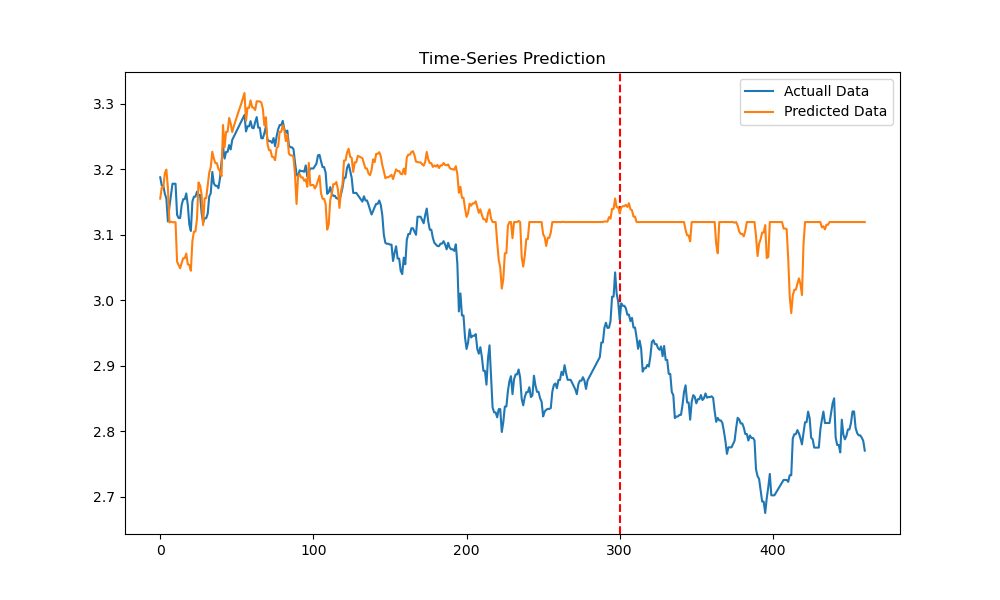 Time-Series Prediction
Actuall Data
Predicted Data
3.3
3.2
3.1
3.0
2.9
2.8
2.7
0 100 200 300 400